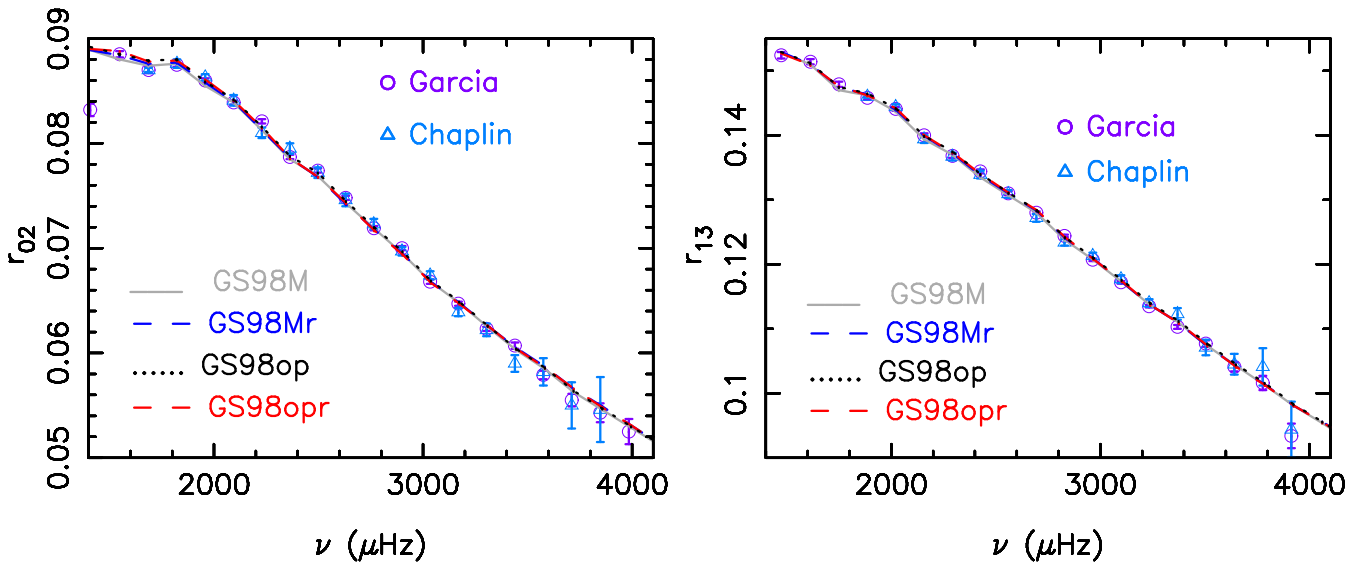 0.09
0.08
0.07
0.06
0.05
r02
Garcia
Chaplin
GS98M
GS98Mr
GS98op
GS98opr
2000
3000
4000
ν (μHz)
0.14
0.12
0.1
r13
Garcia
Chaplin
GS98M
GS98Mr
GS98op
GS98opr
2000
3000
4000
ν (μHz)